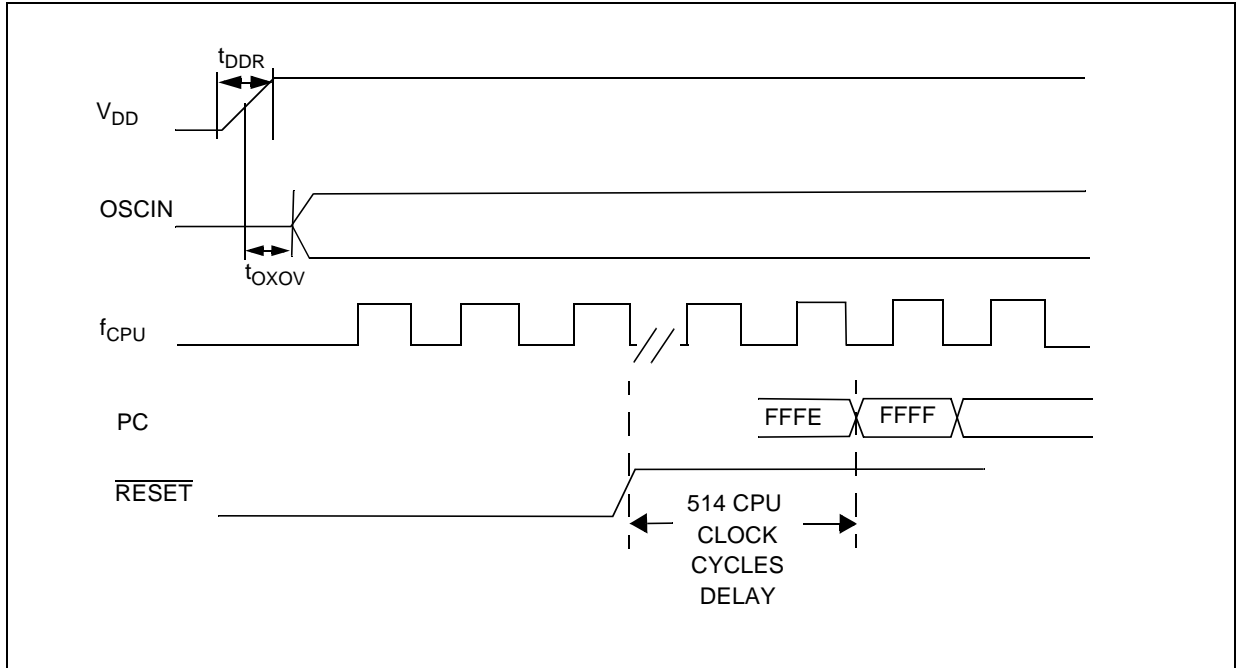 tDDR
VDD
OSCIN
tOXOV
fCPU
PC
FFFE
FFFF
RESET
514 CPU
CLOCK
CYCLES
DELAY